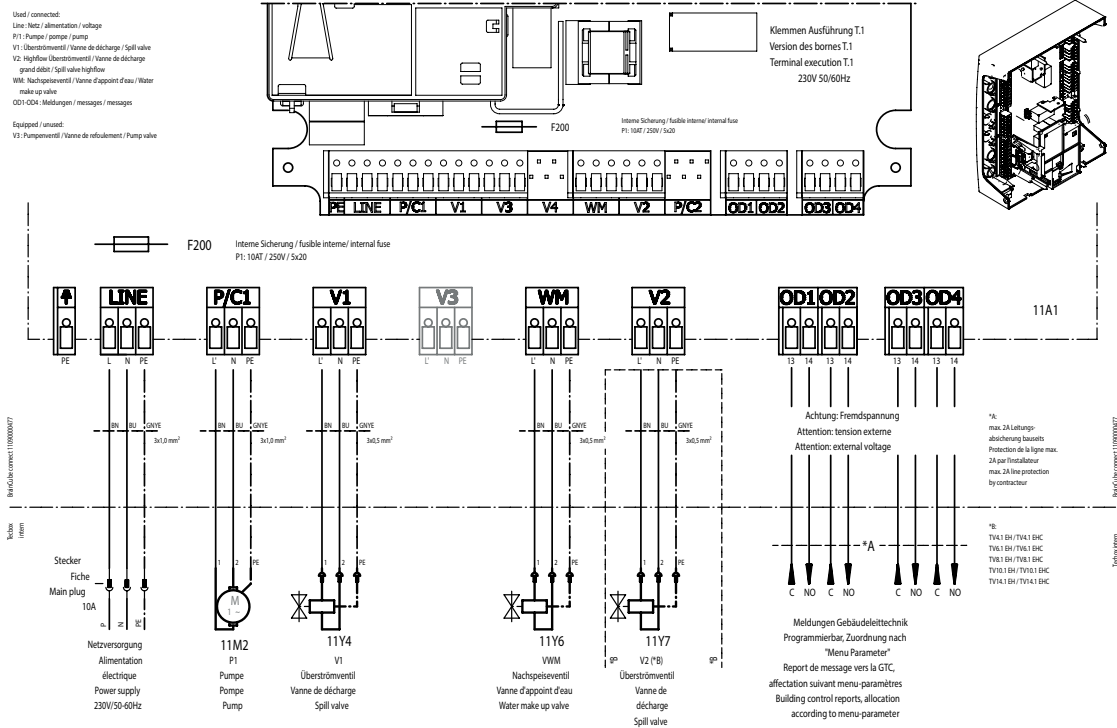 Used / connected:
Line : Netz / alimentation / voltage
P/1 : Pumpe / pompe / pump
V1 : Überströmventil / Vanne de décharge / Spill valve
V2: Highflow Überströmventil / Vanne de décharge
grand débit / Spill valve highflow
WM: Nachspeiseventil / Vanne d'appoint d'eau / Water
make up valve
OD1-OD4 : Meldungen / messages / messages
Equipped / unused:
V3 : Pumpenventil / Vanne de refoulement / Pump valve
Klemmen Ausführung T.1
Version des bornes T.1
Terminal execution T.1
230V 50/60Hz
F200
Interne Sicherung / fusible interne/ internal fuse
P1: 10AT / 250V / 5x20
PE LINE P/C1 V1 V3 V4 WM V2 P/C2 OD1 OD2 OD3 OD4
F200
Interne Sicherung / fusible interne/ internal fuse
P1: 10AT / 250V / 5x20
LINE P/C1 V1 V3 WM V2 OD1 OD2 OD3 OD4
11A1
PE L N PE L' N PE L' N PE L' N PE L' N PE L' N PE 13 14 13 14 13 14 13 14
BN BU GNYE BN BU GNYE BN BU GNYE BN BU GNYE BN BU GNYE
3x1,0 mm² 3x1,0 mm² 3x0,5 mm² 3x0,5 mm² 3x0,5 mm²
Achtung: Fremdspannung
Attention: tension externe
Attention: external voltage
*A:
max. 2A Leitungs-
absicherung bauseits
Protection de la ligne max.
2A par l'installateur
max. 2A line protection
by contracteur
BrainCube connect 11090000477
BrainCube connect 11090000477
Tecbox
intern
Tecbox intern
*B:
TV4.1 EH / TV4.1 EHC
TV6.1 EH / TV6.1 EHC
TV8.1 EH / TV8.1 EHC
TV10.1 EH / TV10.1 EHC
TV14.1 EH / TV14.1 EHC
*A
Stecker
Fiche
Main plug
10A
P N PE
1 2 PE
1 2 PE
1 2 PE
1 2 PE
M
1 ~
C NO C NO C NO C NO
Netzversorgung
Alimentation
électrique
Power supply
230V/50-60Hz
11M2
P1
Pumpe
Pompe
Pump
11Y4
V1
Überströmventil
Vanne de décharge
Spill valve
11Y6
VWM
Nachspeiseventil
Vanne d'appoint d'eau
Water make up valve
11Y7
V2 (*B)
Überströmventil
Vanne de
décharge
Spill valve
Meldungen Gebäudeleittechnik
Programmierbar, Zuordnung nach
"Menu Parameter"
Report de message vers la GTC,
affectation suivant menu-paramètres
Building control reports, allocation
according to menu-parameter